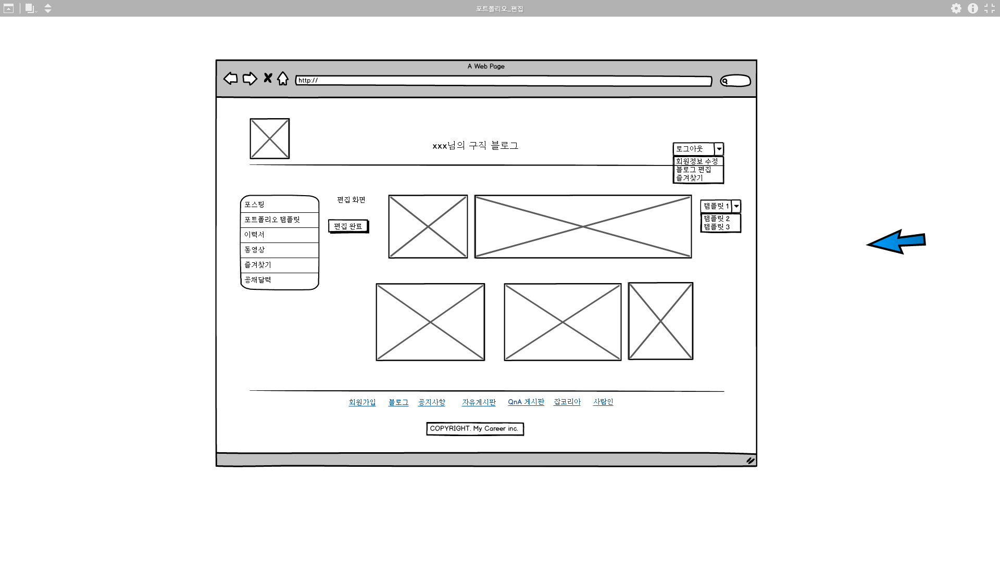 포트폴리오_편집
A Web Page
http://
xxx님의 구직 블로그
로그아웃
회원정보 수정
블로그 편집
즐겨찾기
포스팅
포트폴리오 템플릿
이력서
동영상
즐겨찾기
공채달력
편집 화면
편집 완료
템플릿 1
템플릿 2
템플릿 3
회원가입 블로그 공지사항 자유게시판 QnA 게시판 잡코리아 사람인
COPYRIGHT. My Career inc.